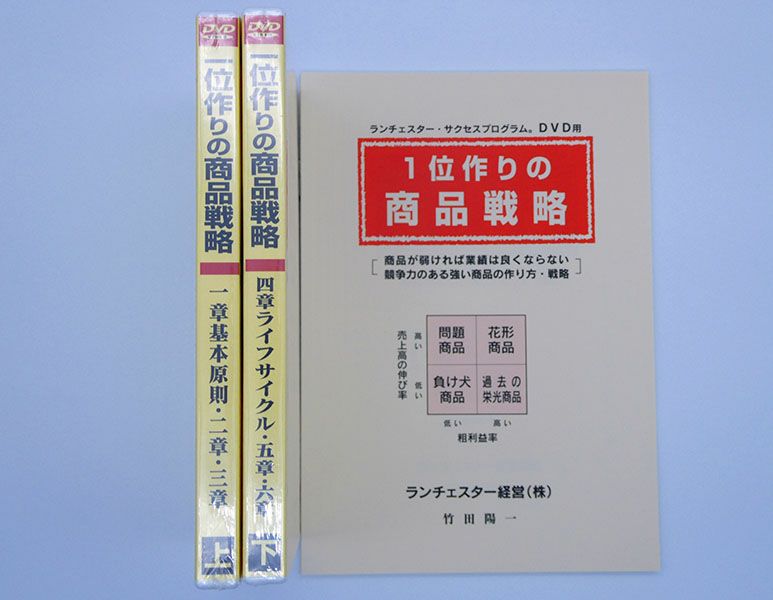 DVD
一位作りの商品戦略
一章基本原則・二章・三章
上
DVD
一位作りの商品戦略
四章ライフサイクル・五章・六章
下
ランチェスター・サクセスプログラム。DVD用
1位作りの
商品戦略
商品が弱ければ業績は良くならない
競争力のある強い商品の作り方・戦略
売上高の伸び率
高い
低い
問題
商品
花形
商品
負け犬
商品
過去の
栄光商品
低い
高い
粗利益率
ランチェスター経営(株)
竹田陽一